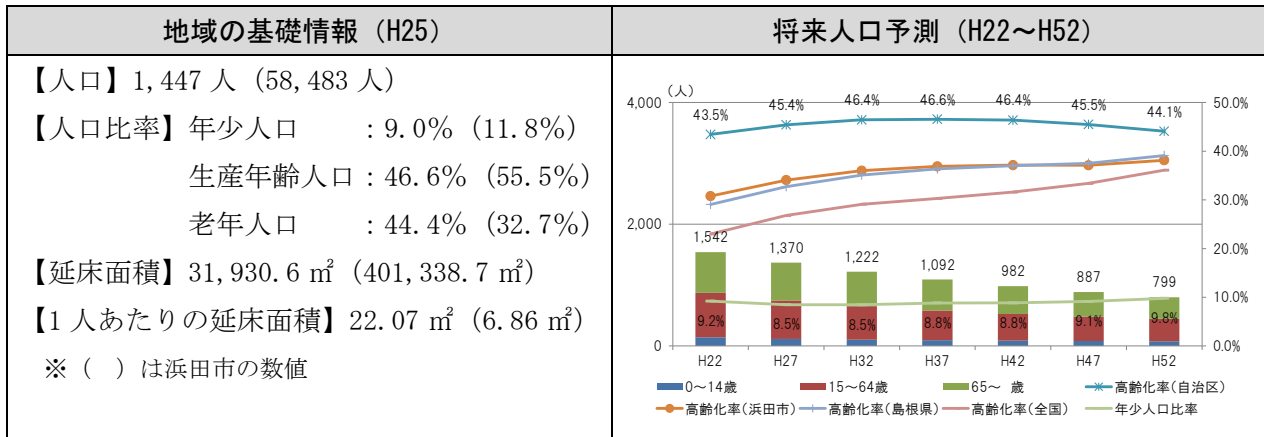 地域の基礎情報（H25）
【人口】1,447 人（58,483 人）
【人口比率】年少人口　　：9.0%（11.8%）
生産年齢人口：46.6%（55.5%）
老年人口　　：44.4%（32.7%）
【延床面積】31,930.6 ㎡（401,338.7 ㎡）
【1 人あたりの延床面積】22.07 ㎡（6.86 ㎡）
※（　）は浜田市の数値
将来人口予測（H22～H52）
（人）
4,000
2,000
0
43.5%
45.4%
46.4%
46.6%
46.4%
45.5%
44.1%
50.0%
40.0%
30.0%
20.0%
10.0%
0.0%
1,542
1,370
1,222
1,092
982
887
799
9.2%
8.5%
8.5%
8.8%
8.8%
9.1%
9.8%
H22
H27
H32
H37
H42
H47
H52
0～14歳
15～64歳
65～　歳
高齢化率（自治区）
高齢化率（浜田市）
高齢化率（島根県）
高齢化率（全国）
年少人口比率